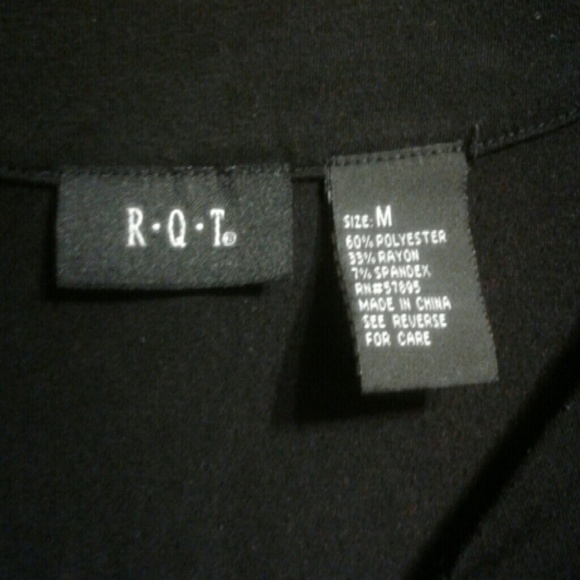 R·Q·T®
SIZE: M
60% POLYESTER
33% RAYON
7% SPANDEX
RN#57895
MADE IN CHINA
SEE REVERSE
FOR CARE